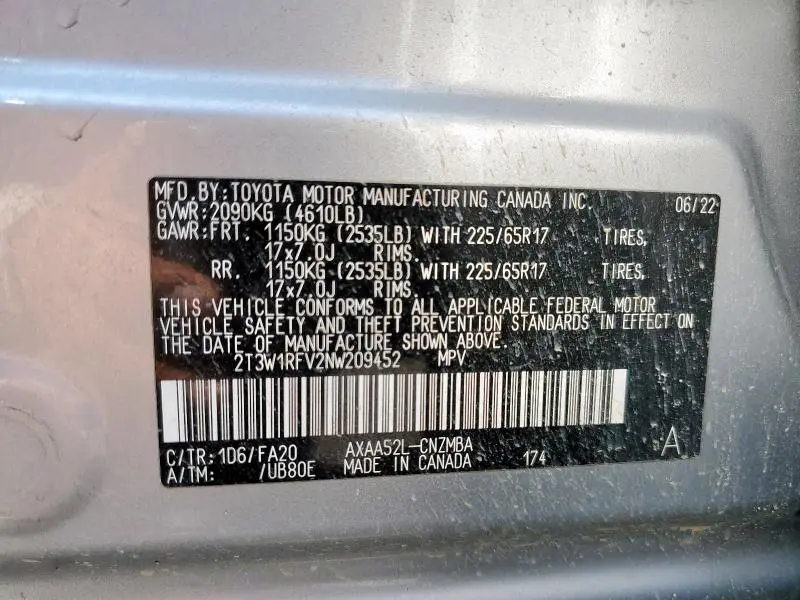 MFD. BY: TOYOTA MOTOR MANUFACTURING CANADA INC. 06/22
GVWR: 2090KG (4610LB)
GAWR: FRT. 1150KG (2535LB) WITH 225/65R17 TIRES,
17x7.0J RIMS.
RR. 1150KG (2535LB) WITH 225/65R17 TIRES,
17x7.0J RIMS.
THIS VEHICLE CONFORMS TO ALL APPLICABLE FEDERAL MOTOR
VEHICLE SAFETY AND THEFT PREVENTION STANDARDS IN EFFECT ON
THE DATE OF MANUFACTURE SHOWN ABOVE.
2T3W1RFV2NW209452 MPV
C/TR: 1D6/FA20 AXAA52L-CNZMBA A
A/TM: /UB80E MADE IN CANADA 174